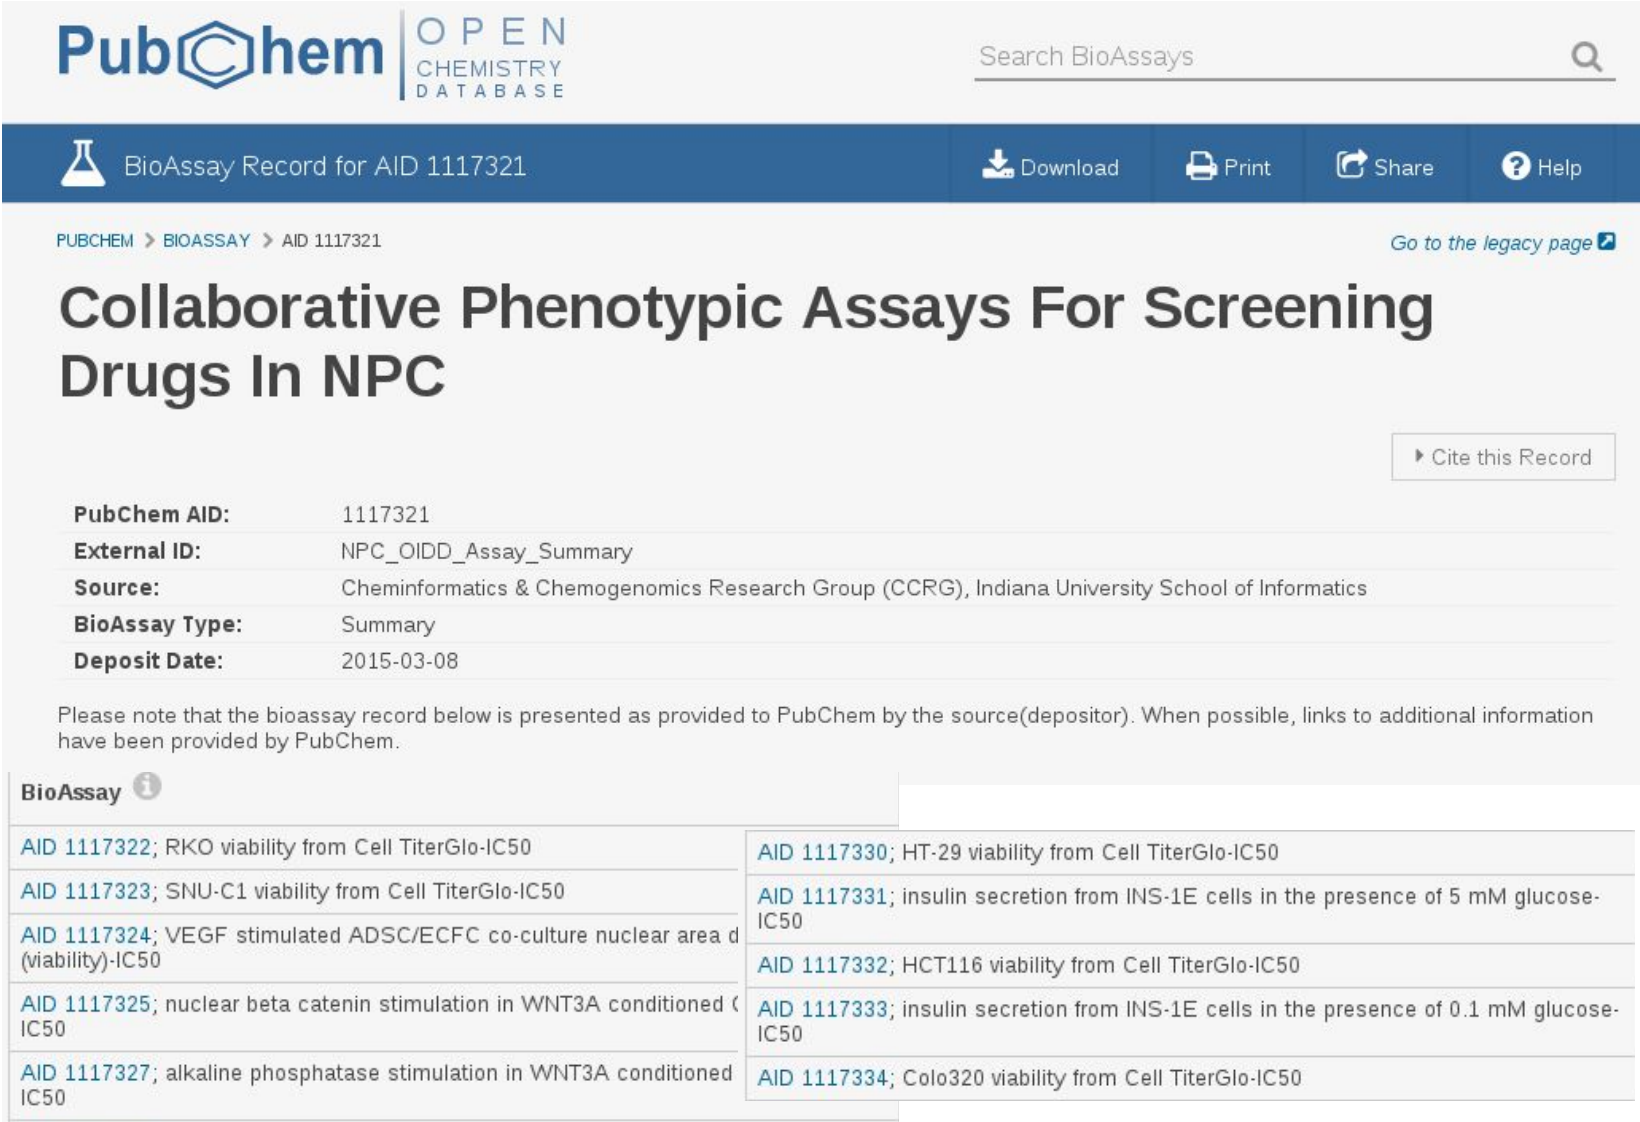 PubChem OPEN CHEMISTRY DATABASE
Search BioAssays
BioAssay Record for AID 1117321
Download
Print
Share
Help
PUBCHEM > BIOASSAY > AID 1117321
Go to the legacy page
Collaborative Phenotypic Assays For Screening
Drugs In NPC
Cite this Record
PubChem AID: 1117321
External ID: NPC_OIDD_Assay_Summary
Source: Cheminformatics & Chemogenomics Research Group (CCRG), Indiana University School of Informatics
BioAssay Type: Summary
Deposit Date: 2015-03-08
Please note that the bioassay record below is presented as provided to PubChem by the source(depositor). When possible, links to additional information
have been provided by PubChem.
BioAssay
AID 1117322; RKO viability from Cell TiterGlo-IC50
AID 1117323; SNU-C1 viability from Cell TiterGlo-IC50
AID 1117324; VEGF stimulated ADSC/ECFC co-culture nuclear area d
(viability)-IC50
AID 1117325; nuclear beta catenin stimulation in WNT3A conditioned
IC50
AID 1117327; alkaline phosphatase stimulation in WNT3A conditioned
IC50
AID 1117330; HT-29 viability from Cell TiterGlo-IC50
AID 1117331; insulin secretion from INS-1E cells in the presence of 5 mM glucose-
IC50
AID 1117332; HCT116 viability from Cell TiterGlo-IC50
AID 1117333; insulin secretion from INS-1E cells in the presence of 0.1 mM glucose-
IC50
AID 1117334; Colo320 viability from Cell TiterGlo-IC50